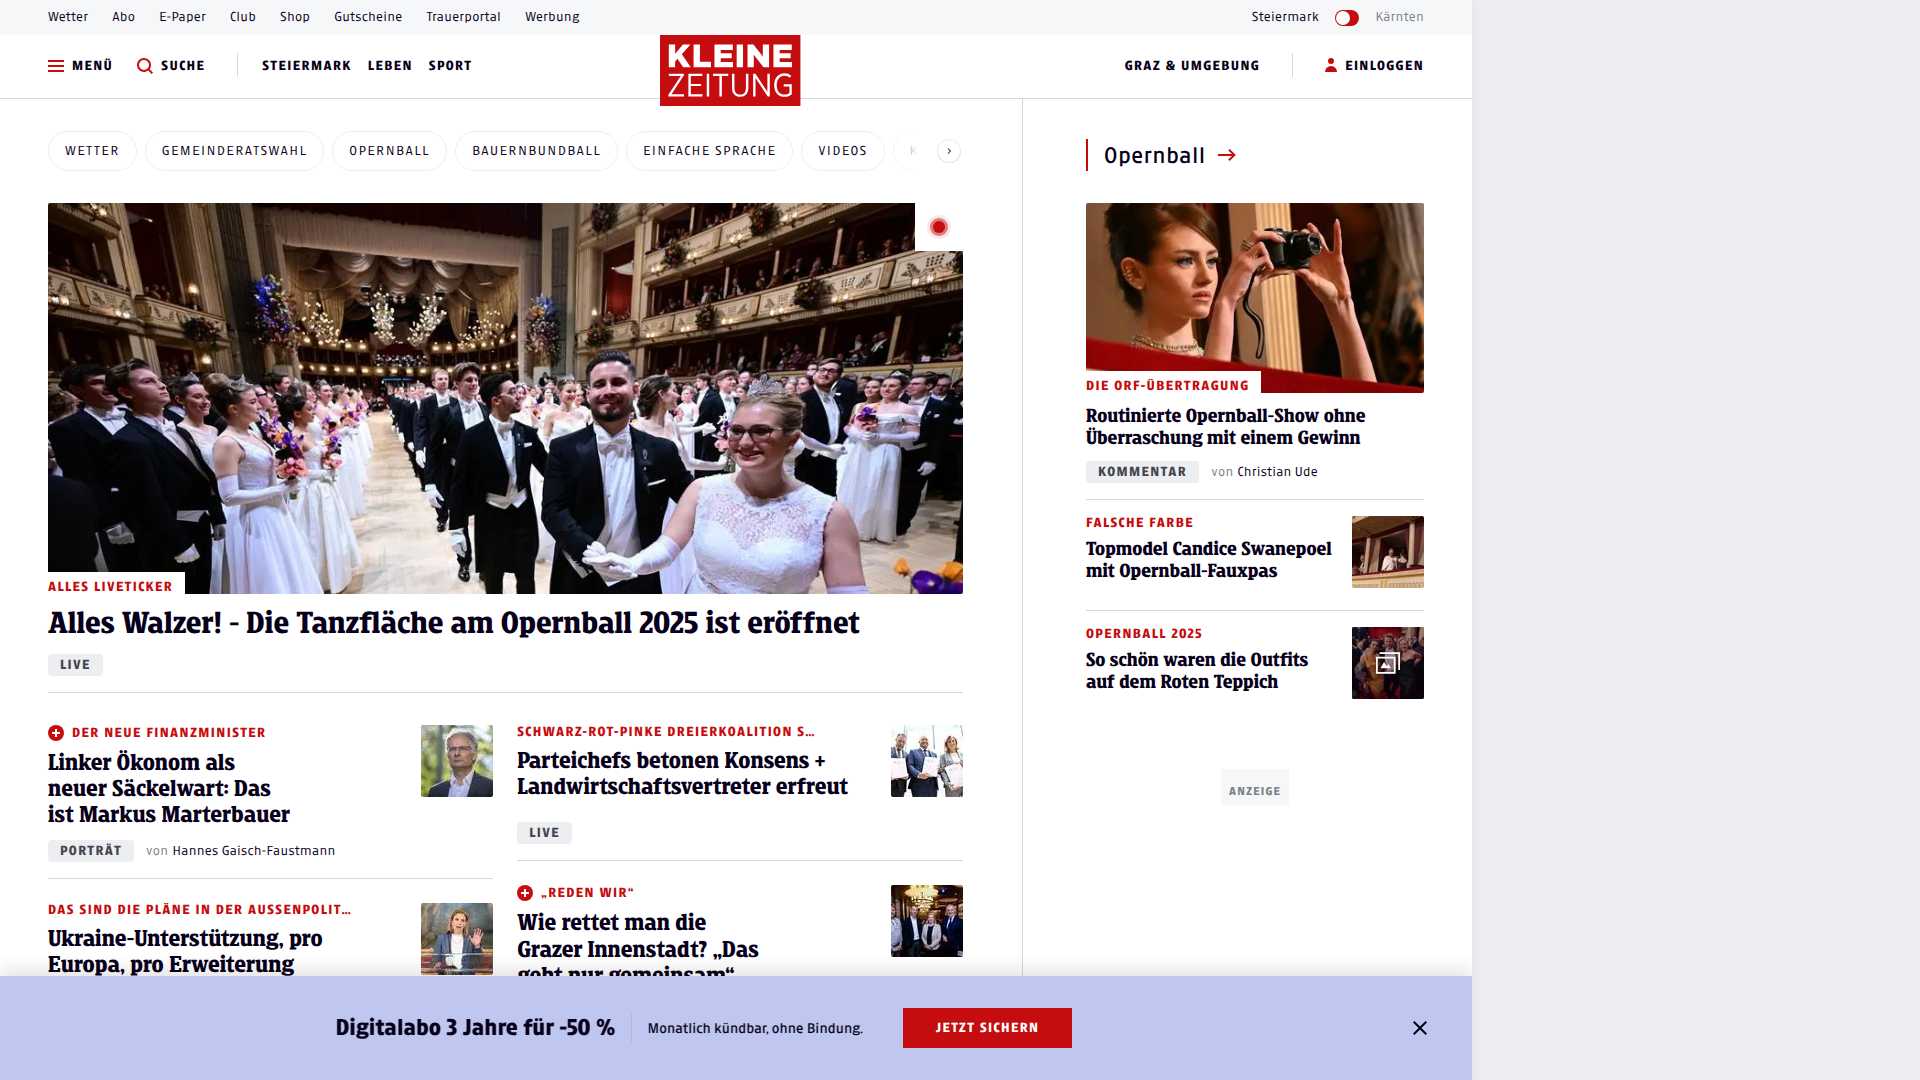 Wetter Abo E-Paper Club Shop Gutscheine Trauerportal Werbung Steiermark Kärnten
MENÜ SUCHE STEIERMARK LEBEN SPORT KLEINE ZEITUNG GRAZ & UMGEBUNG EINLOGGEN
WETTER GEMEINDERATSWAHL OPERNBALL BAUERNBUNDBALL EINFACHE SPRACHE VIDEOS K
ALLES LIVETICKER
Alles Walzer! - Die Tanzfläche am Opernball 2025 ist eröffnet
LIVE
DER NEUE FINANZMINISTER
Linker Ökonom als
neuer Säckelwart: Das
ist Markus Marterbauer
PORTRÄT von Hannes Gaisch-Faustmann
DAS SIND DIE PLÄNE IN DER AUSSENPOLIT...
Ukraine-Unterstützung, pro
Europa, pro Erweiterung
SCHWARZ-ROT-PINKE DREIERKOALITION S...
Parteichefs betonen Konsens +
Landwirtschaftsvertreter erfreut
LIVE
„REDEN WIR“
Wie rettet man die
Grazer Innenstadt? „Das
geht nur gemeinsam“
Opernball
DIE ORF-ÜBERTRAGUNG
Routinierte Opernball-Show ohne
Überraschung mit einem Gewinn
KOMMENTAR von Christian Ude
FALSCHE FARBE
Topmodel Candice Swanepoel
mit Opernball-Fauxpas
OPERNBALL 2025
So schön waren die Outfits
auf dem Roten Teppich
ANZEIGE
Digitalabo 3 Jahre für -50 % Monatlich kündbar, ohne Bindung. JETZT SICHERN